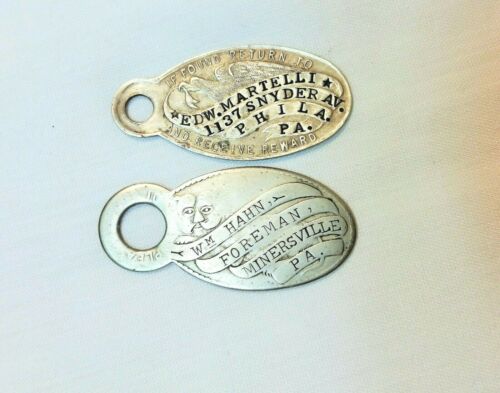 IF FOUND RETURN TO
★EDW. MARTELLI★
1137 SNYDER AV.
PHILA.
PA.
AND RECEIVE REWARD
WM HAHN,
FOREMAN,
MINERSVILLE
PA.